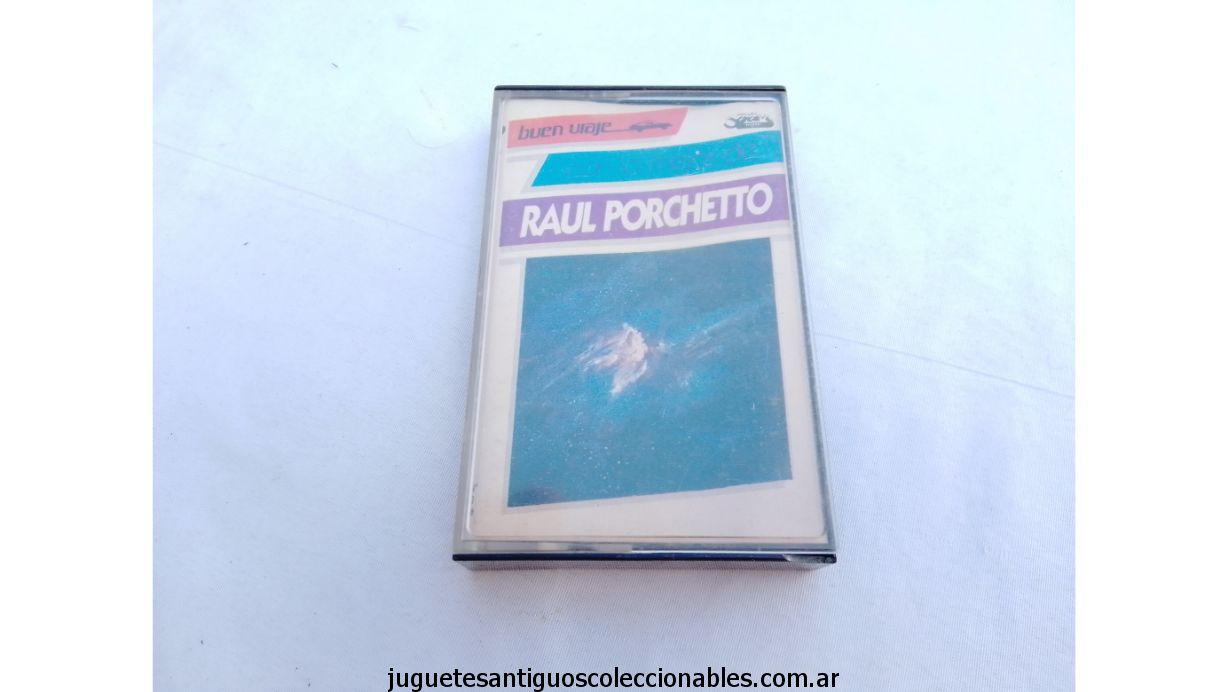 buen viaje
RAUL PORCHETTO
juguetesantiguoscoleccionables.com.ar